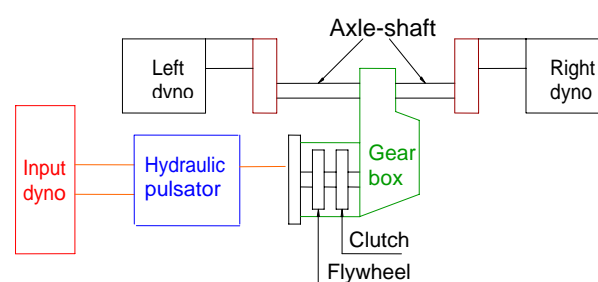 Axle-shaft
Left
dyno
Right
dyno
Input
dyno
Hydraulic
pulsator
Gear
box
Clutch
Flywheel